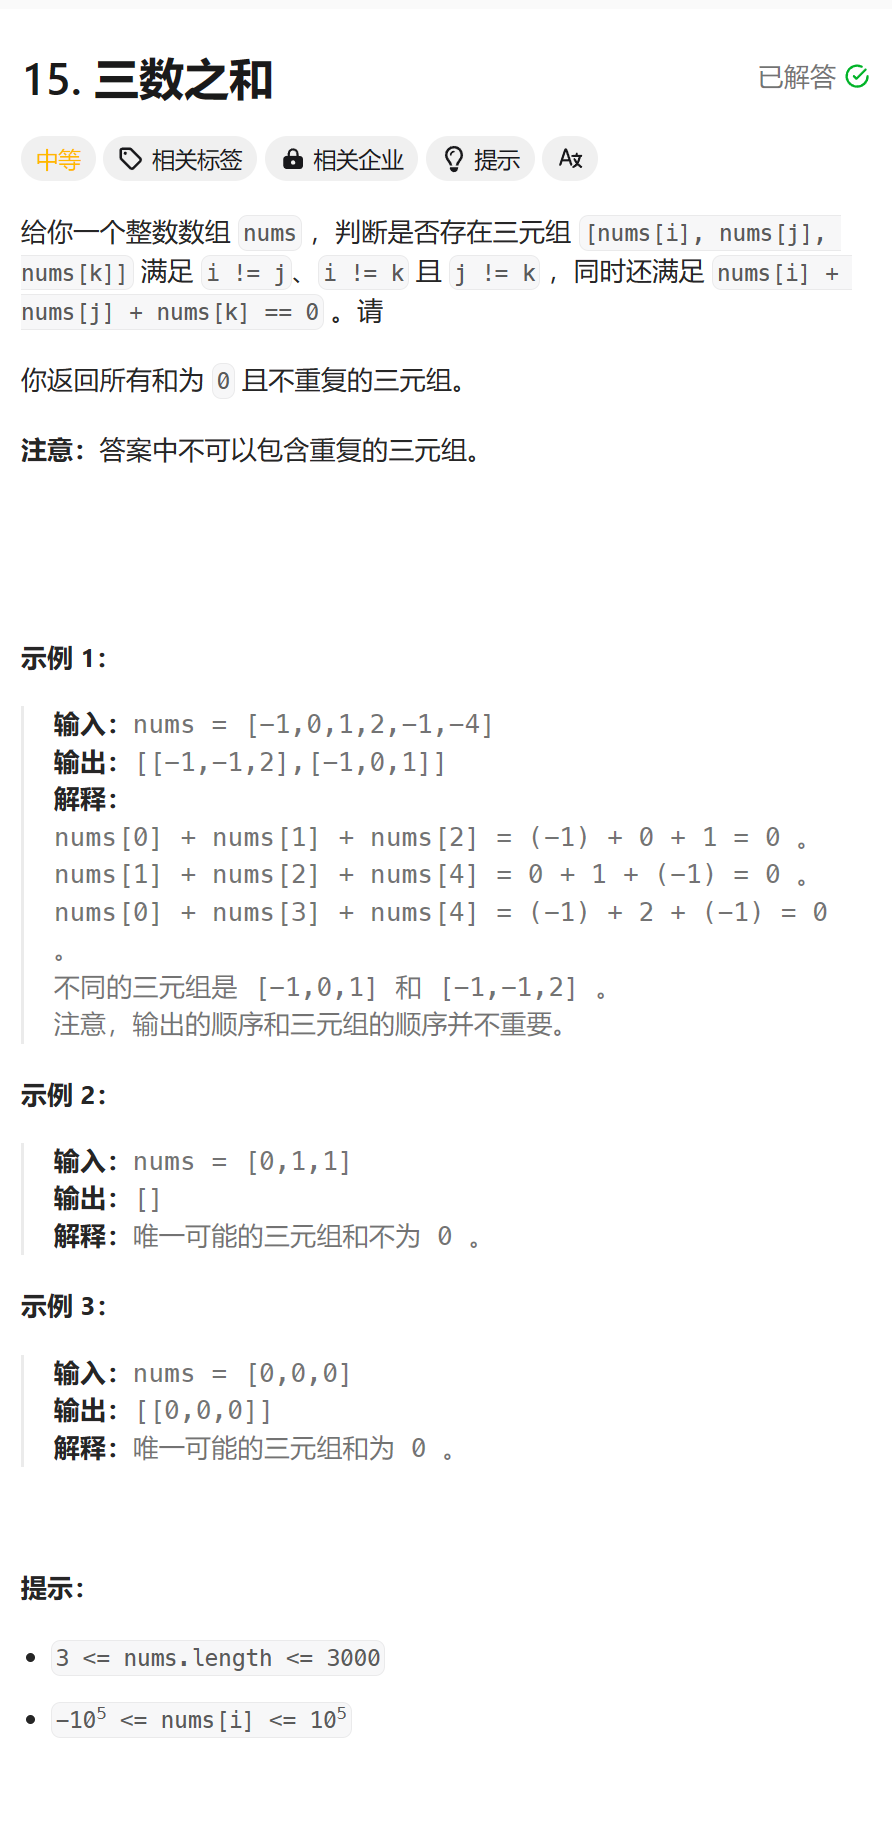 15. 三数之和
已解答
中等 相关标签 相关企业 提示
给你一个整数数组 nums ，判断是否存在三元组 [nums[i], nums[j],
nums[k]] 满足 i != j、i != k 且 j != k ，同时还满足 nums[i] +
nums[j] + nums[k] == 0 。请
你返回所有和为 0 且不重复的三元组。
注意：答案中不可以包含重复的三元组。
示例 1：
输入：nums = [-1,0,1,2,-1,-4]
输出：[[-1,-1,2],[-1,0,1]]
解释：
nums[0] + nums[1] + nums[2] = (-1) + 0 + 1 = 0 。
nums[1] + nums[2] + nums[4] = 0 + 1 + (-1) = 0 。
nums[0] + nums[3] + nums[4] = (-1) + 2 + (-1) = 0
。
不同的三元组是 [-1,0,1] 和 [-1,-1,2] 。
注意，输出的顺序和三元组的顺序并不重要。
示例 2：
输入：nums = [0,1,1]
输出：[]
解释：唯一可能的三元组和不为 0 。
示例 3：
输入：nums = [0,0,0]
输出：[[0,0,0]]
解释：唯一可能的三元组和为 0 。
提示：
• 3 <= nums.length <= 3000
• -10⁵ <= nums[i] <= 10⁵